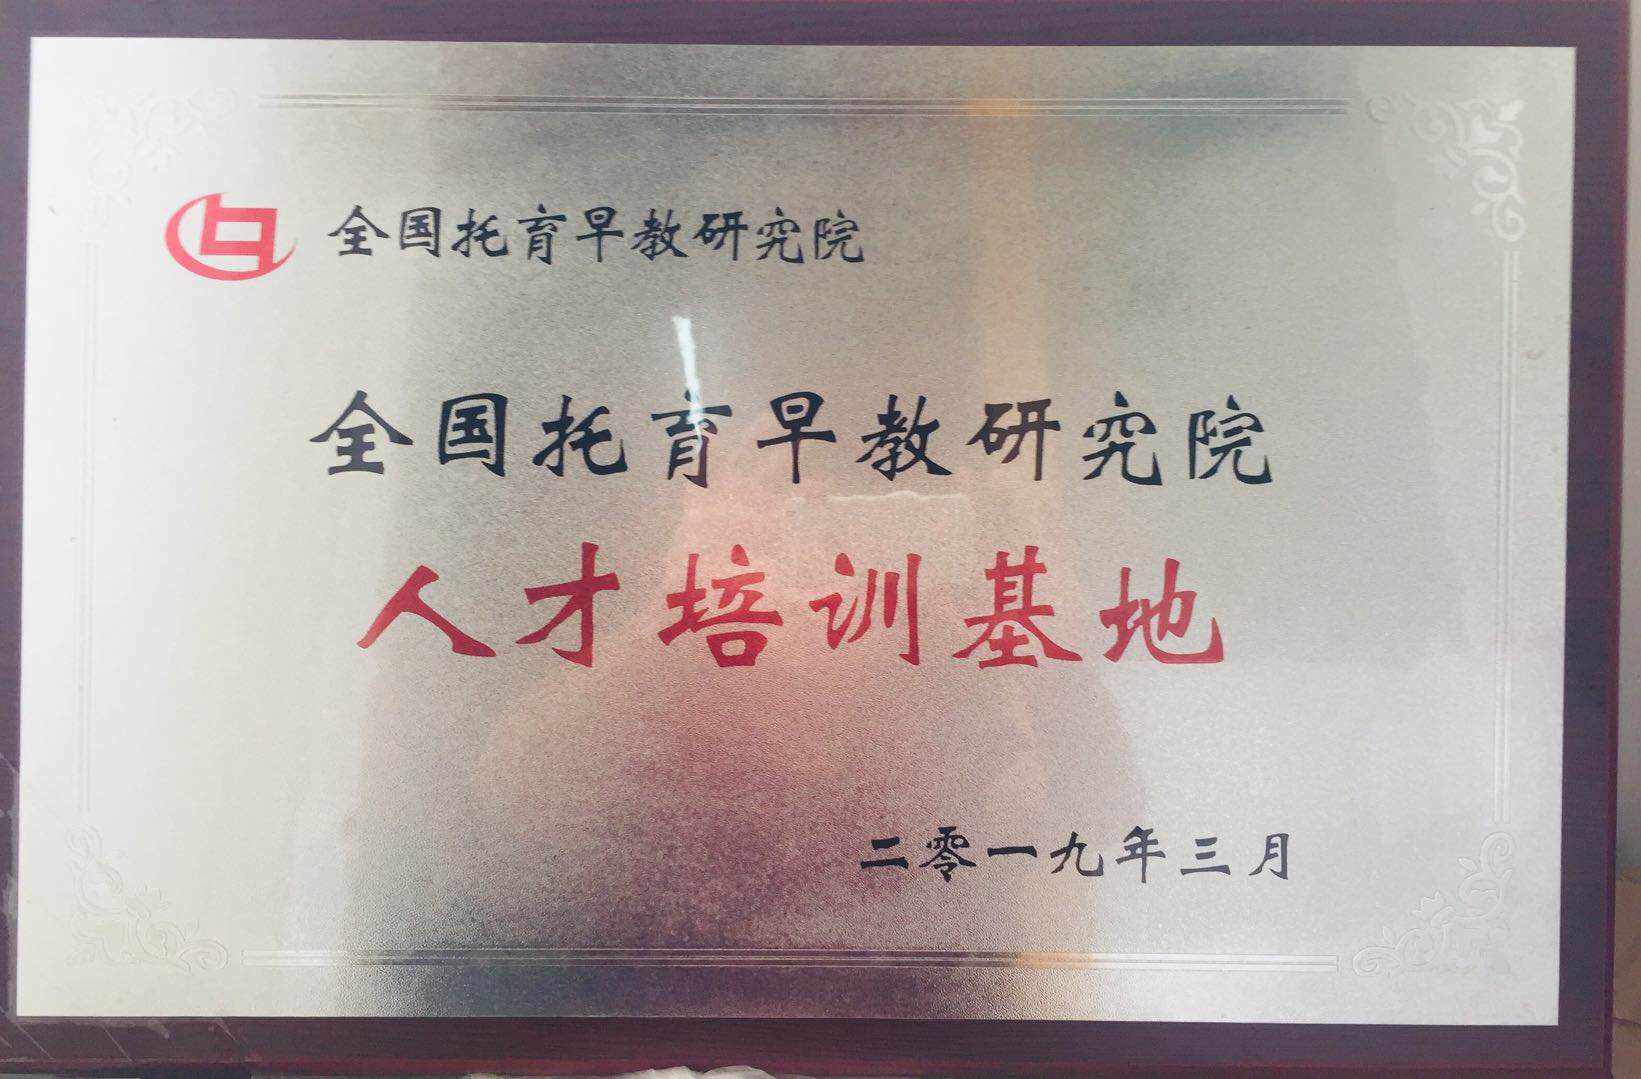 全国托育早教研究院
全国托育早教研究院
人才培训基地
二零一九年三月